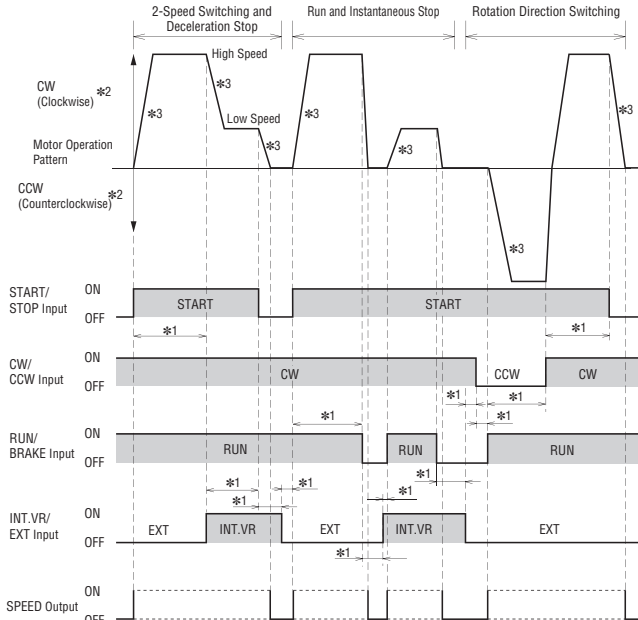 2-Speed Switching and
Deceleration Stop
Run and Instantaneous Stop
Rotation Direction Switching
High Speed
CW
(Clockwise)
*2
*3
*3
*3
*3
Low Speed
*3
*3
*3
Motor Operation
Pattern
CCW
(Counterclockwise)
*2
*3
START/
STOP Input
ON
OFF
START
START
*1
*1
CW/
CCW Input
ON
OFF
CW
CCW
CW
*1
*1
*1
*1
RUN/
BRAKE Input
ON
OFF
RUN
RUN
RUN
*1
*1
*1
*1
*1
INT.VR/
EXT Input
ON
OFF
EXT
INT.VR
EXT
INT.VR
EXT
*1
SPEED Output
ON
OFF